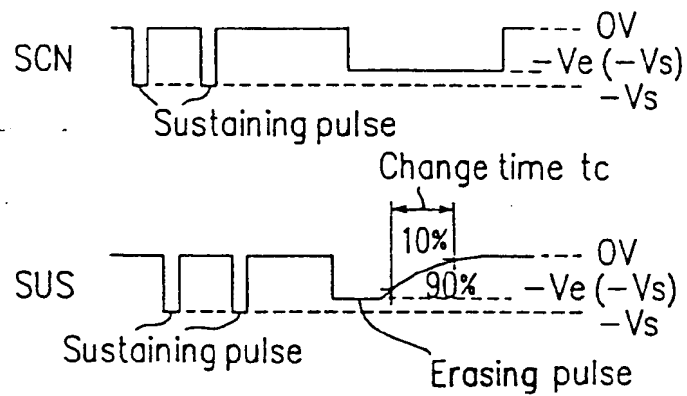 SCN
0V
-Ve (-Vs)
-Vs
Sustaining pulse
Change time tc
10%
90%
SUS
0V
-Ve (-Vs)
-Vs
Sustaining pulse
Erasing pulse